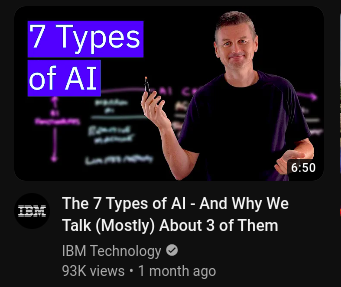 7 Types
of AI
6:50
IBM
The 7 Types of AI - And Why We
Talk (Mostly) About 3 of Them
IBM Technology
93K views • 1 month ago